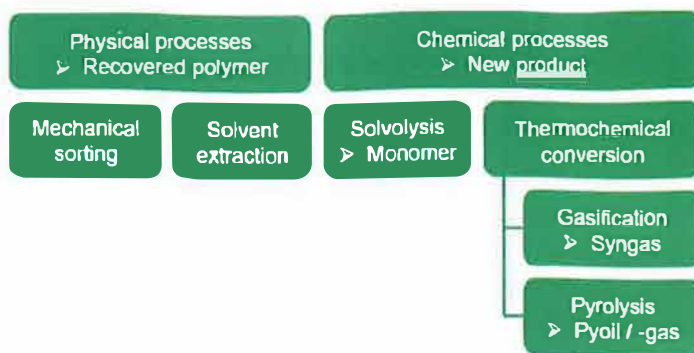 Physical processes
➢ Recovered polymer
Chemical processes
➢ New product
Mechanical
sorting
Solvent
extraction
Solvolysis
➢ Monomer
Thermochemical
conversion
Gasification
➢ Syngas
Pyrolysis
➢ Pyoil / -gas